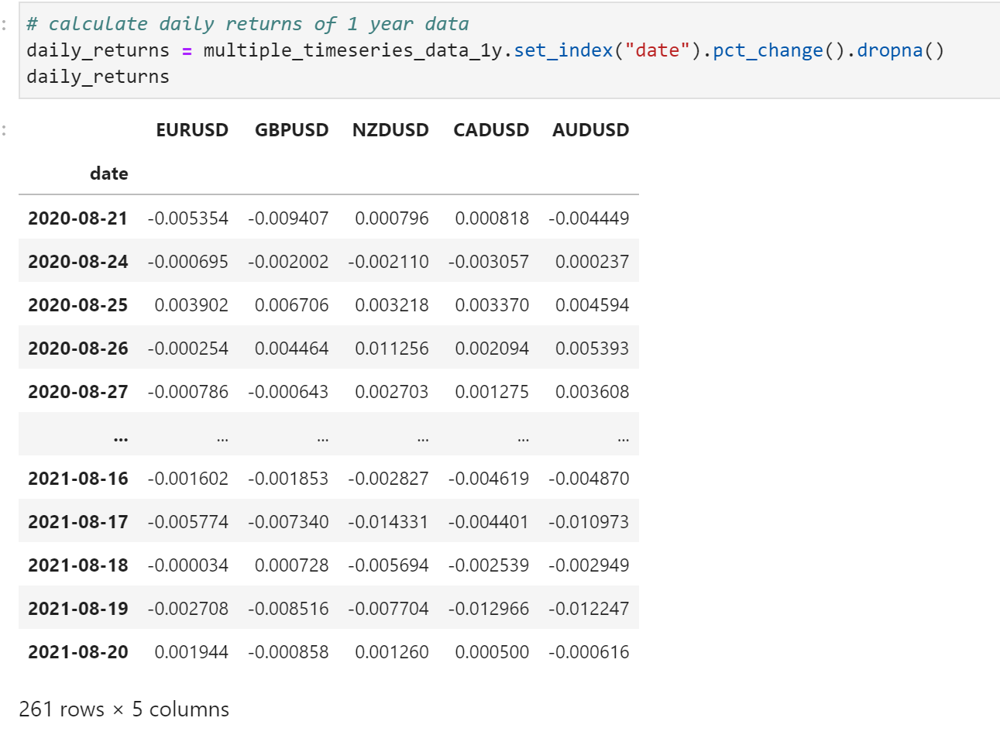 # calculate daily returns of 1 year data
daily_returns = multiple_timeseries_data_1y.set_index("date").pct_change().dropna()
daily_returns
EURUSD GBPUSD NZDUSD CADUSD AUDUSD
date
2020-08-21 -0.005354 -0.009407 0.000796 0.000818 -0.004449
2020-08-24 -0.000695 -0.002002 -0.002110 -0.003057 0.000237
2020-08-25 0.003902 0.006706 0.003218 0.003370 0.004594
2020-08-26 -0.000254 0.004464 0.011256 0.002094 0.005393
2020-08-27 -0.000786 -0.000643 0.002703 0.001275 0.003608
... ... ... ... ... ...
2021-08-16 -0.001602 -0.001853 -0.002827 -0.004619 -0.004870
2021-08-17 -0.005774 -0.007340 -0.014331 -0.004401 -0.010973
2021-08-18 -0.000034 0.000728 -0.005694 -0.002539 -0.002949
2021-08-19 -0.002708 -0.008516 -0.007704 -0.012966 -0.012247
2021-08-20 0.001944 -0.000858 0.001260 0.000500 -0.000616
261 rows × 5 columns